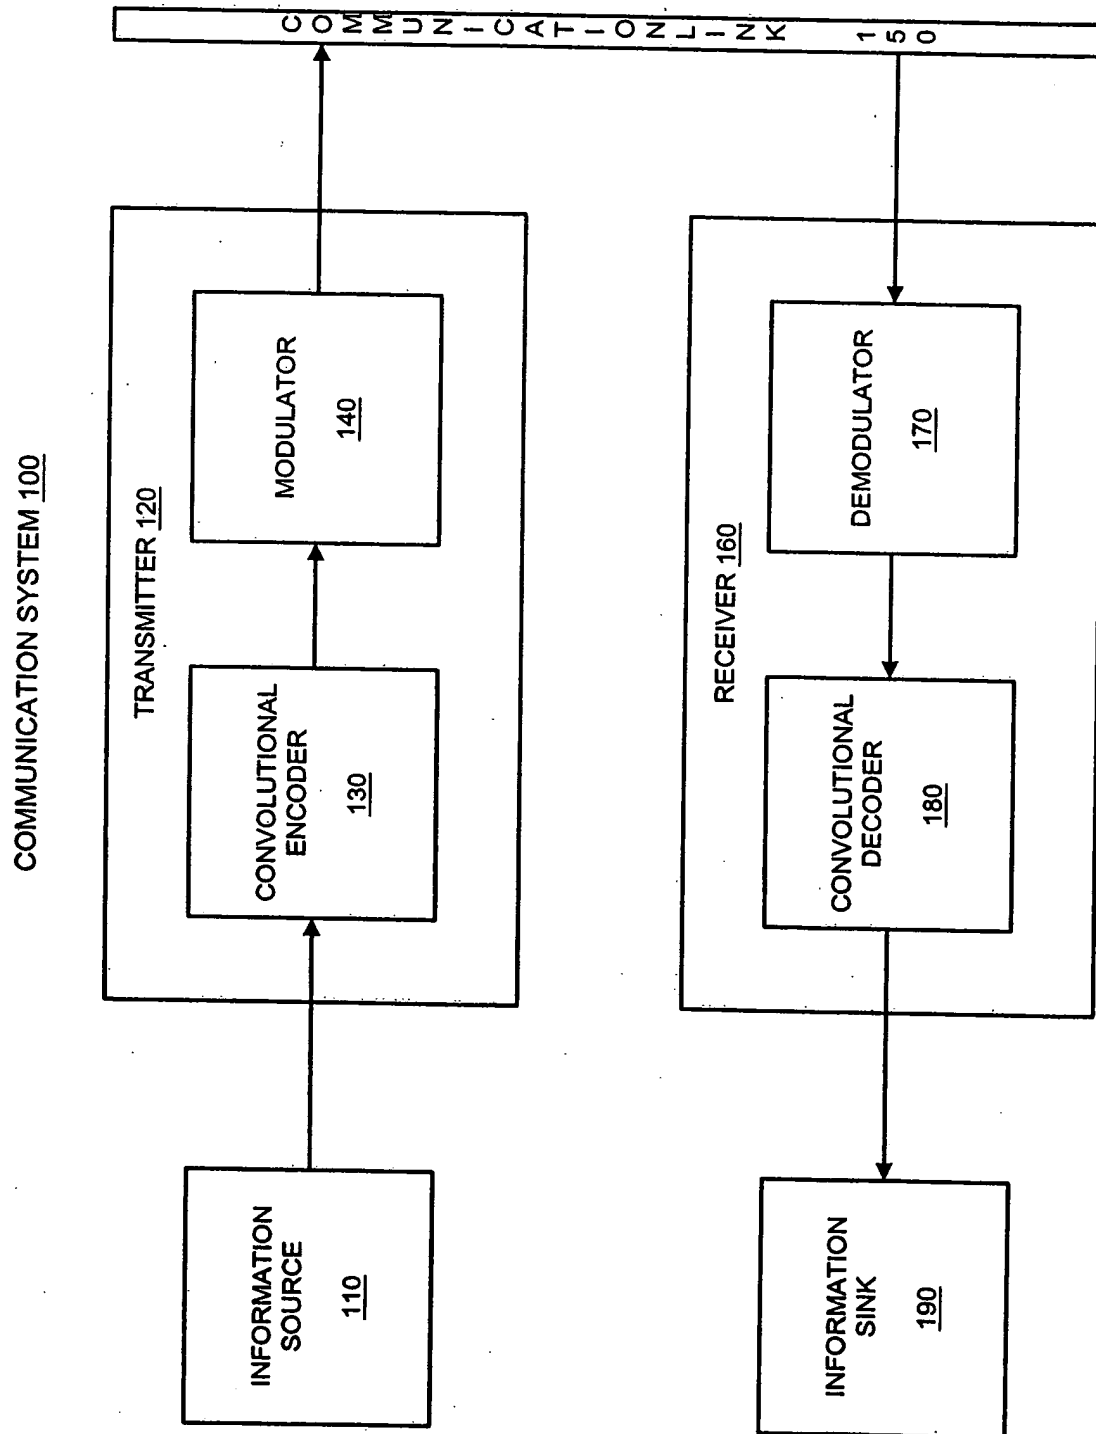 COMMUNICATION SYSTEM 100
TRANSMITTER 120
INFORMATION
SOURCE
110
CONVOLUTIONAL
ENCODER
130
MODULATOR
140
COMMUNICATION LINK 150
RECEIVER 160
INFORMATION
SINK
190
CONVOLUTIONAL
DECODER
180
DEMODULATOR
170